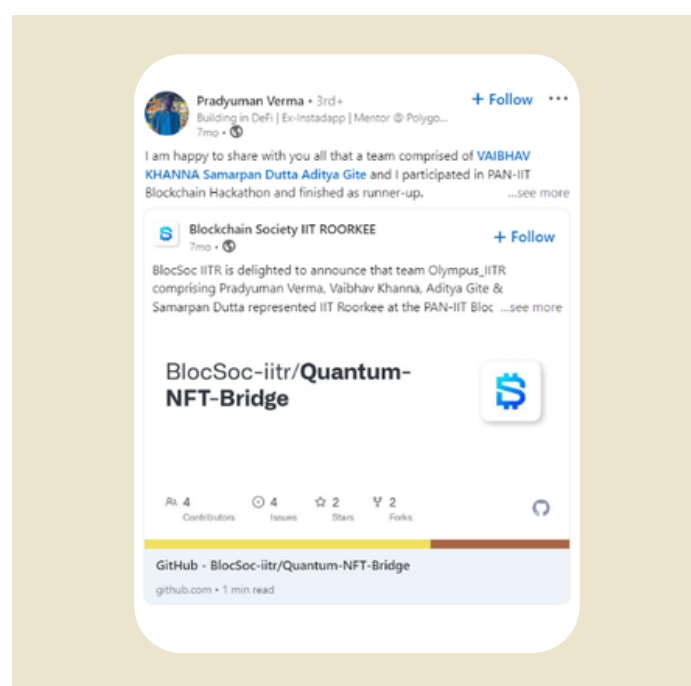 Pradyuman Verma • 3rd+
+ Follow ...
Building in DeFi | Ex-Instadapp | Mentor @ Polygo...
7mo •
I am happy to share with you all that a team comprised of VAIBHAV
KHANNA Samarpan Dutta Aditya Gite and I participated in PAN-IIT
Blockchain Hackathon and finished as runner-up. ...see more
Blockchain Society IIT ROORKEE
+ Follow
7mo •
BlocSoc IITR is delighted to announce that team Olympus_IITR
comprising Pradyuman Verma, Vaibhav Khanna, Aditya Gite &
Samarpan Dutta represented IIT Roorkee at the PAN-IIT Bloc ...see more
BlocSoc-iitr/Quantum-
NFT-Bridge
4 4 2 2
Contributors Issues Stars Forks
GitHub - BlocSoc-iitr/Quantum-NFT-Bridge
github.com • 1 min read